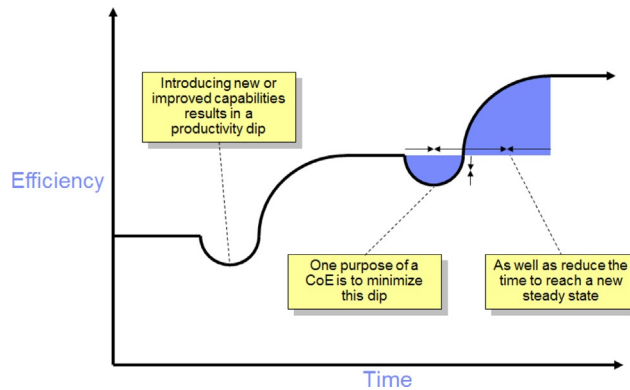 Introducing new or
improved capabilities
results in a
productivity dip
Efficiency
One purpose of a
CoE is to minimize
this dip
As well as reduce the
time to reach a new
steady state
Time